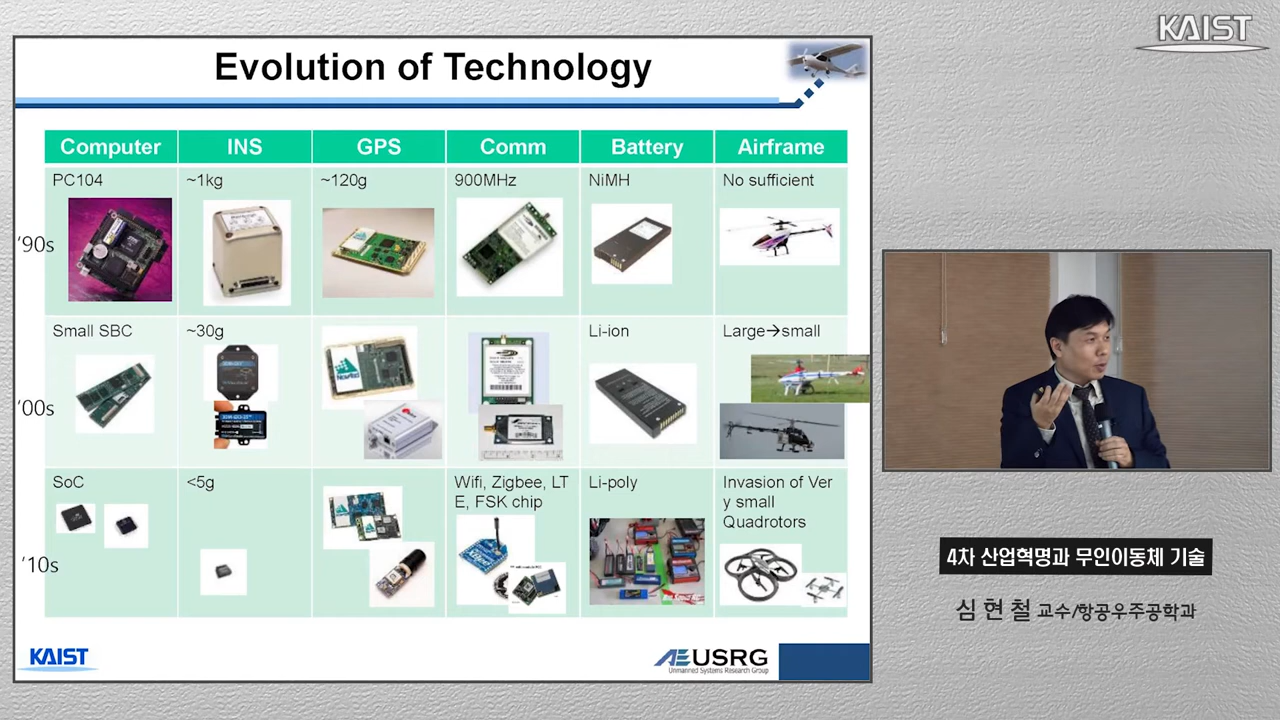 KAIST
Evolution of Technology
Computer
INS
GPS
Comm
Battery
Airframe
'90s
PC104
~1kg
~120g
900MHz
NiMH
No sufficient
'00s
Small SBC
~30g
Li-ion
Large→small
'10s
SoC
<5g
Wifi, Zigbee, LT
E, FSK chip
Li-poly
Invasion of Ver
y small
Quadrotors
KAIST
USRG
Unmanned Systems Research Group
4차 산업혁명과 무인이동체 기술
심현철 교수/항공우주공학과